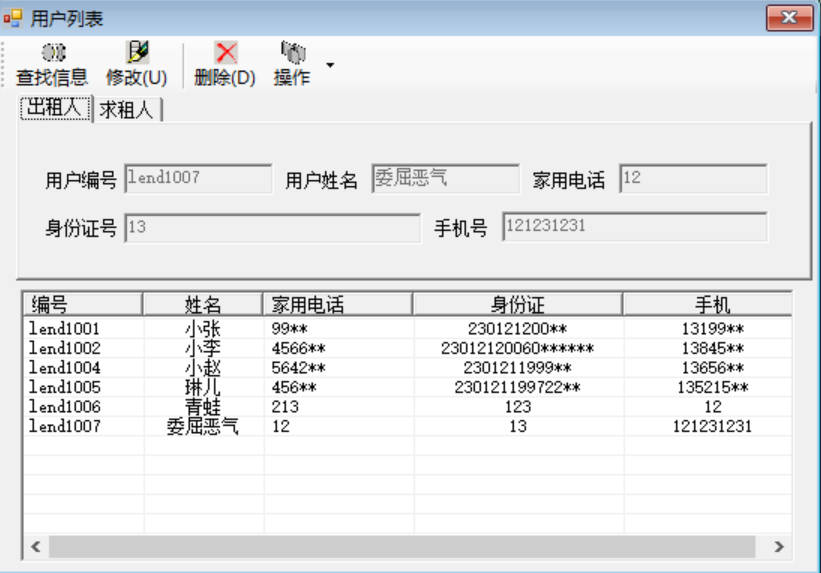 用户列表
查找信息 修改(U) 删除(D) 操作
出租人 求租人
用户编号 lend1007 用户姓名 委屈恶气 家用电话 12
身份证号 13 手机号 121231231
编号 姓名 家用电话 身份证 手机
lend1001 小张 99** 230121200** 13199**
lend1002 小李 4566** 23012120060****** 13845**
lend1004 小赵 5642** 2301211999** 13656**
lend1005 琳儿 456** 230121199722** 135215**
lend1006 青蛙 213 123 12
lend1007 委屈恶气 12 13 121231231